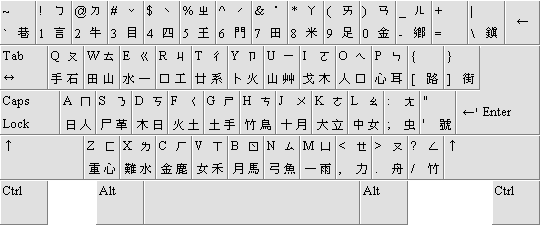 ~ ! ㄅ @ ㄉ # ˇ $ ˋ % ㄓ ^ ˊ & ˙ * ㄚ ( ㄞ ) ㄢ _ ㄦ + | ←
` 巷 1 言 2 牛 3 目 4 四 5 王 6 門 7 田 8 米 9 足 0 金 - 鄉 = \ 鎮
Tab Q ㄆ W ㄊ E ㄍ R ㄐ T ㄔ Y ㄗ U ㄧ I ㄛ O ㄟ P ㄣ { }
↔ 手石 田山 水一 口工 廿系 卜火 山艸 戈木 人口 心耳 [ 路 ] 街
Caps A ㄇ S ㄋ D ㄎ F ㄑ G ㄕ H ㄘ J ㄨ K ㄜ L ㄠ : ㄤ " ←' Enter
Lock 日人 尸革 木日 火土 土手 竹鳥 十月 大立 中女 ; 虫 ' 號
↑ Z ㄈ X ㄌ C ㄏ V ㄒ B ㄖ N ㄙ M ㄩ < ㄝ > ㄡ ? ㄥ ↑
重心 難水 金鹿 女禾 月馬 弓魚 一雨 , 力 . 舟 / 竹
Ctrl Alt Alt Ctrl